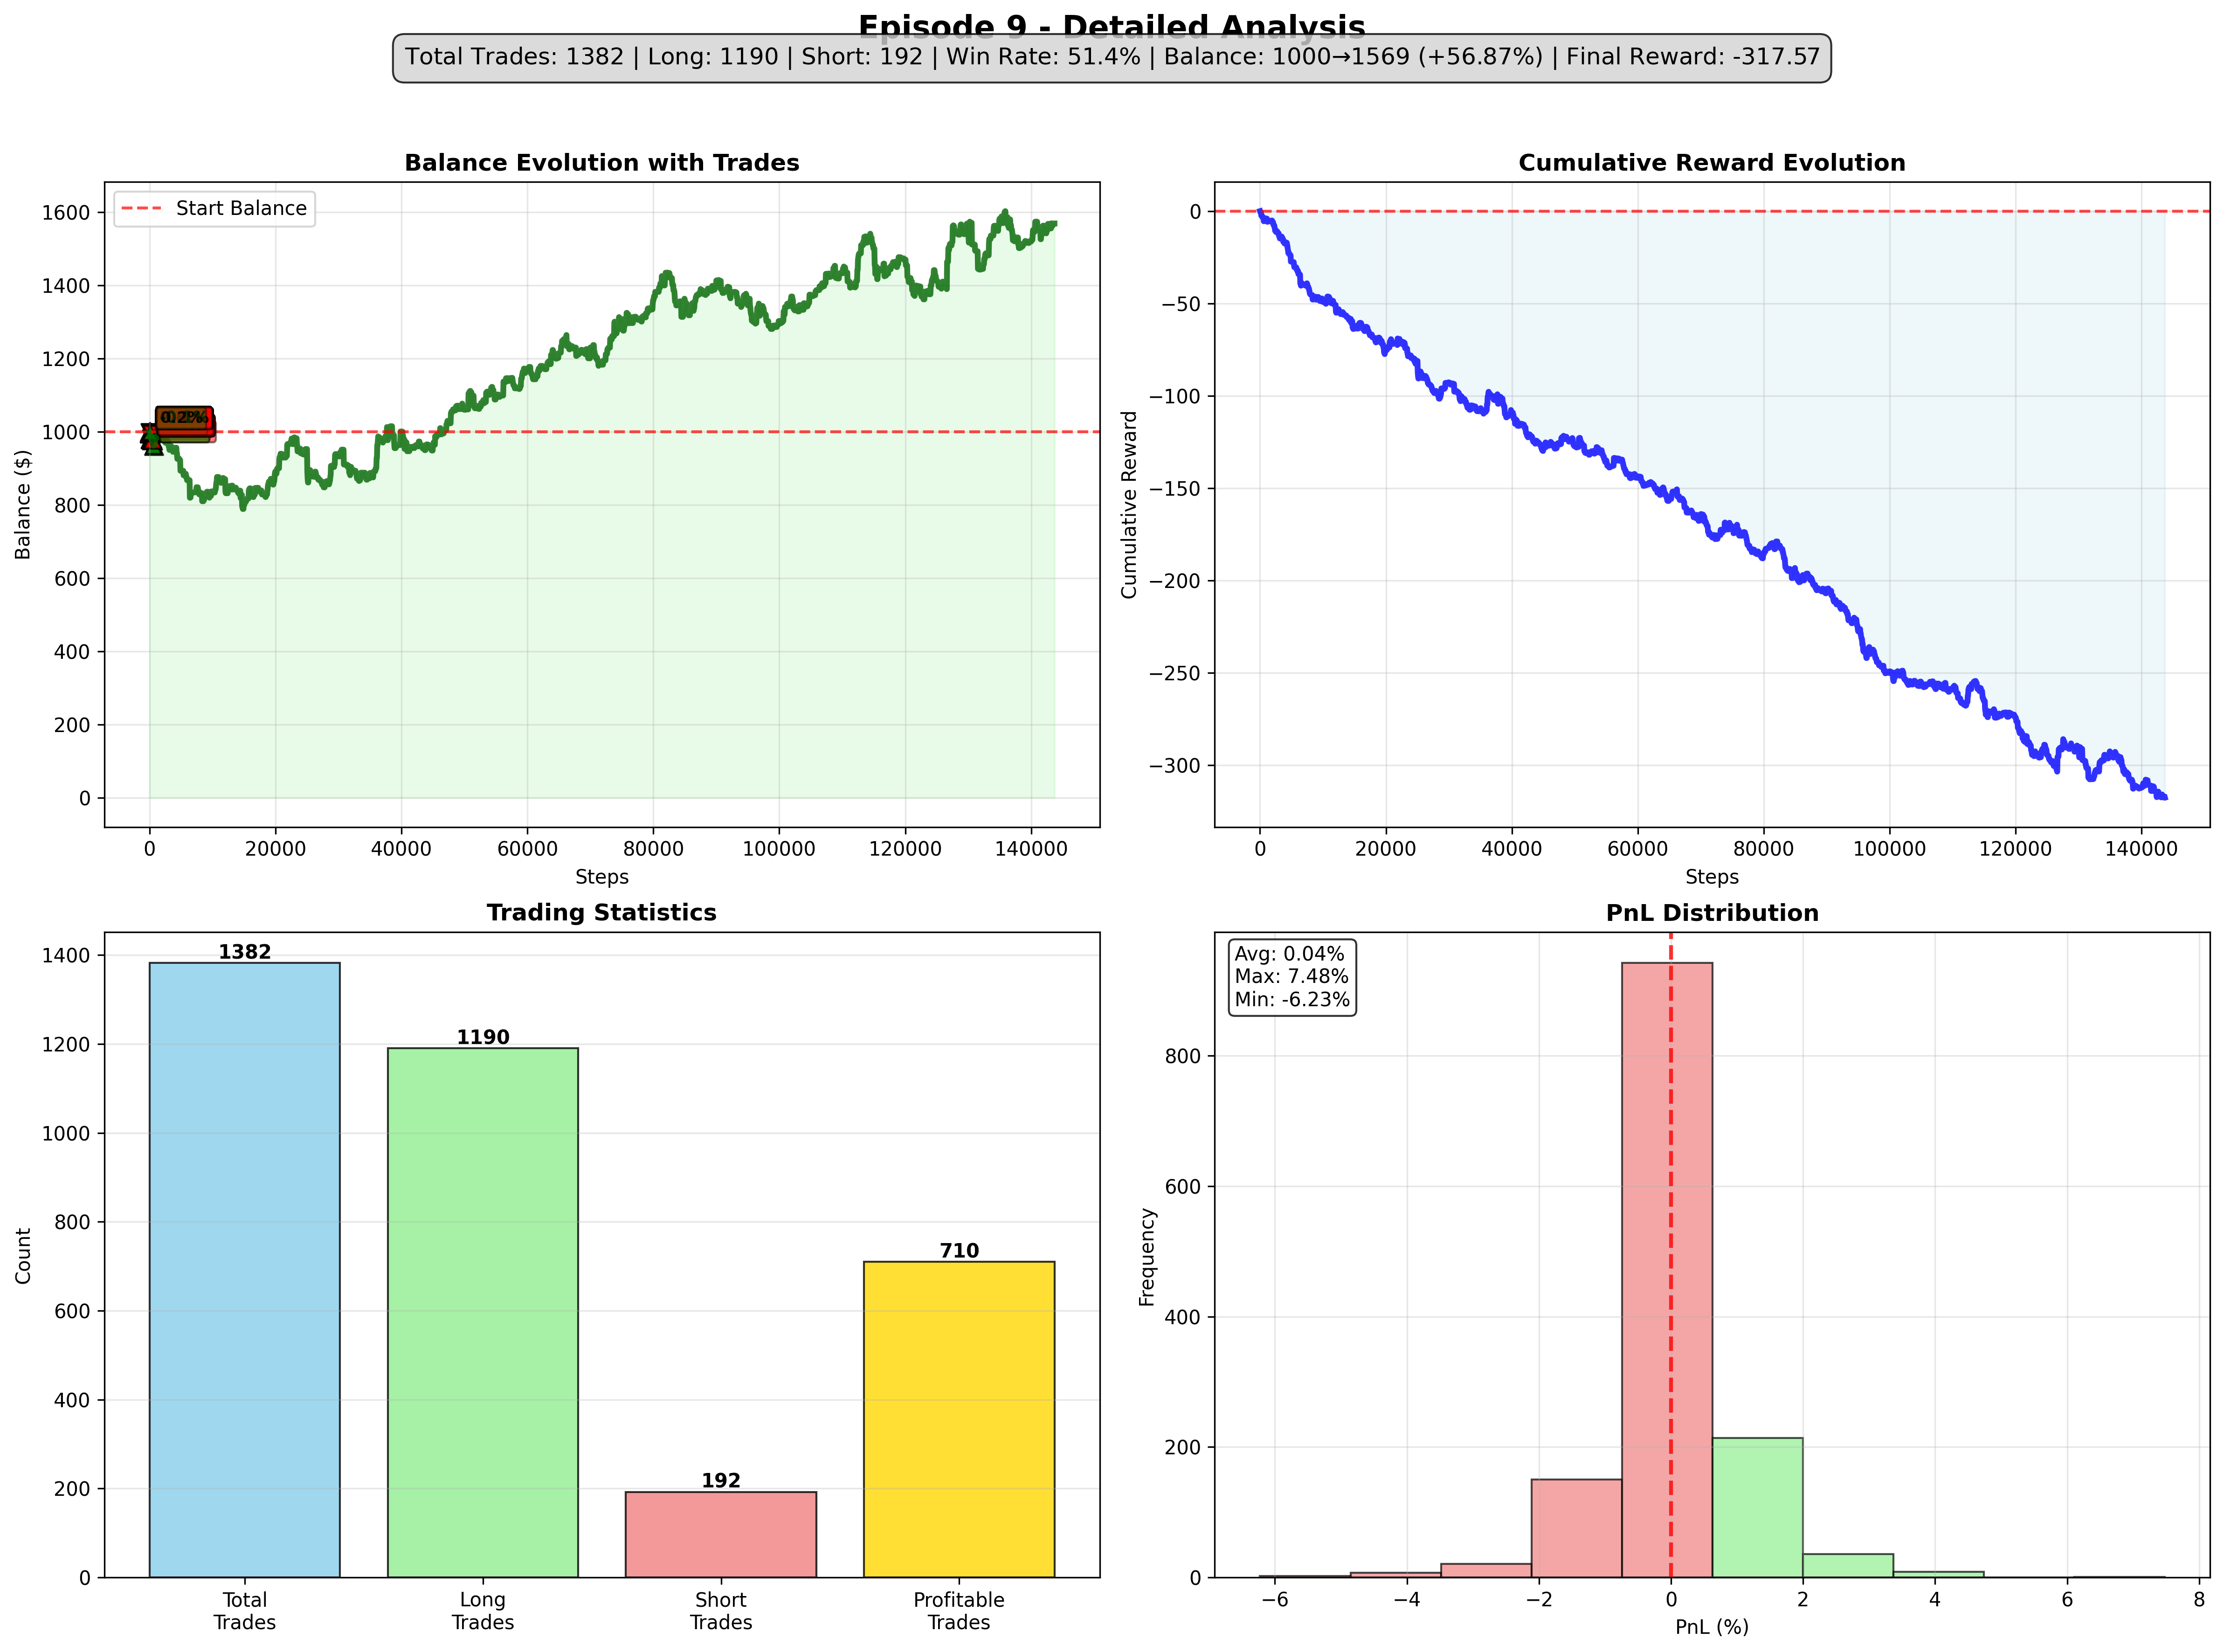 Episode 9 - Detailed Analysis
Total Trades: 1382 | Long: 1190 | Short: 192 | Win Rate: 51.4% | Balance: 1000→1569 (+56.87%) | Final Reward: -317.57
Balance Evolution with Trades
Start Balance
Balance ($)
1600
1400
1200
1000
800
600
400
200
0
0 20000 40000 60000 80000 100000 120000 140000
Steps
Cumulative Reward Evolution
Cumulative Reward
0
−50
−100
−150
−200
−250
−300
0 20000 40000 60000 80000 100000 120000 140000
Steps
Trading Statistics
Count
1400
1200
1000
800
600
400
200
0
1382
1190
192
710
Total
Trades
Long
Trades
Short
Trades
Profitable
Trades
PnL Distribution
Avg: 0.04%
Max: 7.48%
Min: -6.23%
Frequency
800
600
400
200
0
−6 −4 −2 0 2 4 6 8
PnL (%)